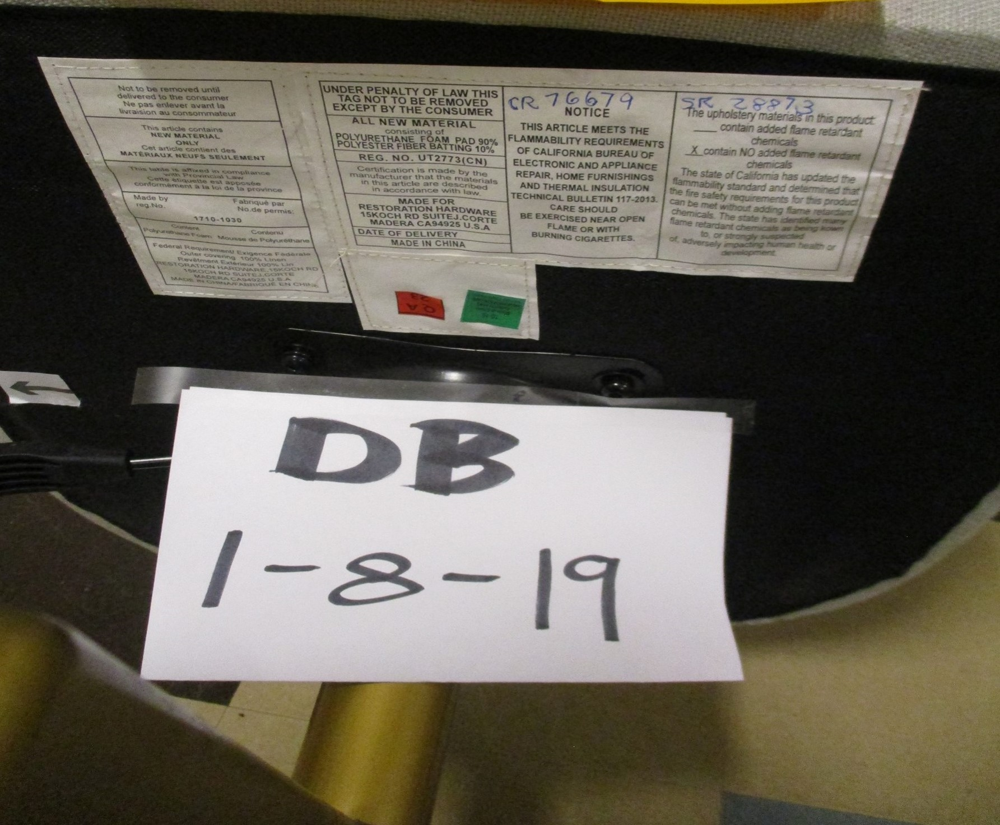 Not to be removed until
delivered to the consumer
Ne pas enlever avant la
livraison au consommateur
This article contains
NEW MATERIAL
ONLY
Cet article contient des
MATÉRIAUX NEUFS SEULEMENT
This table is affixed in compliance
with Provincial Law
Cette étiquette est apposée
conformément à la loi de la province
Made by
reg.No.
Fabriqué par
No.de permis:
1710-1030
Content
Contenu
Polyurethane Foam Mousse de Polyuréthane
Federal Requirement/ Exigence Fédérale
Outer covering 100% Linen
Revêtment Extérieur 100% Lin
RESTORATION HARDWARE,15KOCH RD
15KOCH RD SUITEJ.CORTE
MADERA CA94925 U.S.A
MADE IN CHINA/FABRIQUÉ EN CHINE
UNDER PENALTY OF LAW THIS
TAG NOT TO BE REMOVED
EXCEPT BY THE CONSUMER
ALL NEW MATERIAL
consisting of
POLYURETHANE FOAM PAD 90%
POLYESTER FIBER BATTING 10%
REG. NO. UT2773(CN)
Certification is made by the
manufacturer that the materials
in this article are described
in accordance with law.
MADE FOR
RESTORATION HARDWARE
15KOCH RD SUITEJ.CORTE
MADERA CA94925 U.S.A
DATE OF DELIVERY
MADE IN CHINA
CR 76679
NOTICE
THIS ARTICLE MEETS THE
FLAMMABILITY REQUIREMENTS
OF CALIFORNIA BUREAU OF
ELECTRONIC AND APPLIANCE
REPAIR, HOME FURNISHINGS
AND THERMAL INSULATION
TECHNICAL BULLETIN 117-2013.
CARE SHOULD
BE EXERCISED NEAR OPEN
FLAME OR WITH
BURNING CIGARETTES.
SR 28873
The upholstery materials in this product:
___ contain added flame retardant
chemicals
_X_contain NO added flame retardant
chemicals
The state of California has updated the
flammability standard and determined that
the fire safety requirements for this product
can be met without adding flame retardant
chemicals. The state has identified many
flame retardant chemicals as being known
to, or strongly suspected
of, adversely impacting human health or
development.
QA
23
DB
1-8-19